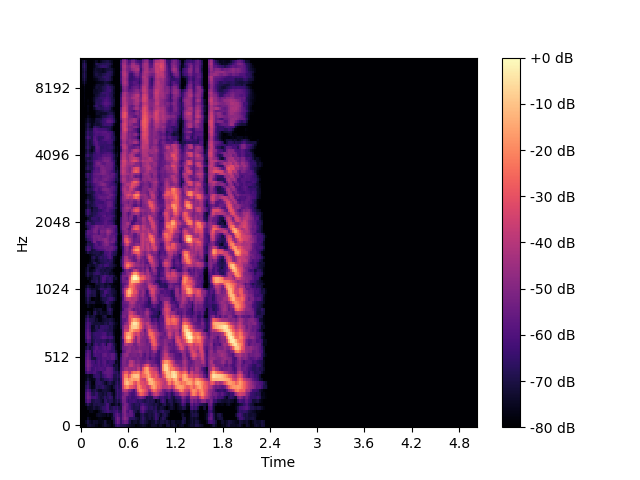 +0 dB
8192
-10 dB
4096
-20 dB
-30 dB
2048
Hz
-40 dB
1024
-50 dB
-60 dB
512
-70 dB
0
-80 dB
0 0.6 1.2 1.8 2.4 3 3.6 4.2 4.8
Time